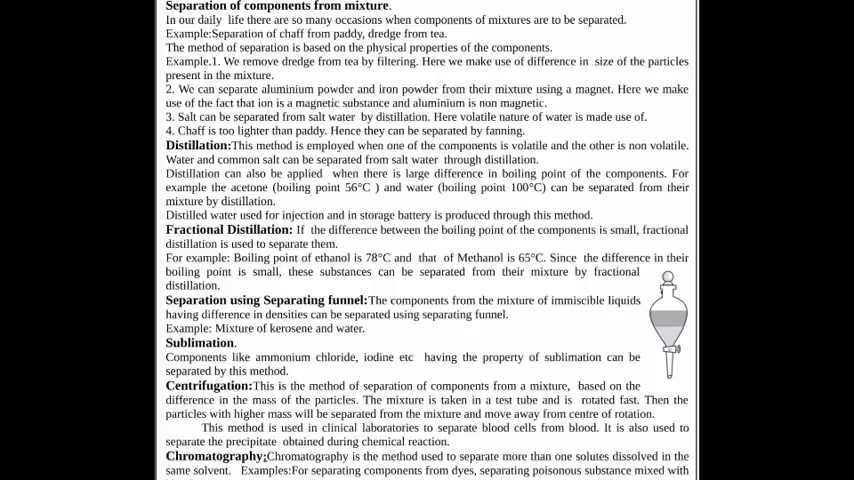 Separation of components from mixture.
In our daily life there are so many occasions when components of mixtures are to be separated.
Example:Separation of chaff from paddy, dredge from tea.
The method of separation is based on the physical properties of the components.
Example.1. We remove dredge from tea by filtering. Here we make use of difference in size of the particles
present in the mixture.
2. We can separate aluminium powder and iron powder from their mixture using a magnet. Here we make
use of the fact that ion is a magnetic substance and aluminium is non magnetic.
3. Salt can be separated from salt water by distillation. Here volatile nature of water is made use of.
4. Chaff is too lighter than paddy. Hence they can be separated by fanning.
Distillation:This method is employed when one of the components is volatile and the other is non volatile.
Water and common salt can be separated from salt water through distillation.
Distillation can also be applied when there is large difference in boiling point of the components. For
example the acetone (boiling point 56°C ) and water (boiling point 100°C) can be separated from their
mixture by distillation.
Distilled water used for injection and in storage battery is produced through this method.
Fractional Distillation: If the difference between the boiling point of the components is small, fractional
distillation is used to separate them.
For example: Boiling point of ethanol is 78°C and that of Methanol is 65°C. Since the difference in their
boiling point is small, these substances can be separated from their mixture by fractional
distillation.
Separation using Separating funnel:The components from the mixture of immiscible liquids
having difference in densities can be separated using separating funnel.
Example: Mixture of kerosene and water.
Sublimation.
Components like ammonium chloride, iodine etc having the property of sublimation can be
separated by this method.
Centrifugation:This is the method of separation of components from a mixture, based on the
difference in the mass of the particles. The mixture is taken in a test tube and is rotated fast. Then the
particles with higher mass will be separated from the mixture and move away from centre of rotation.
This method is used in clinical laboratories to separate blood cells from blood. It is also used to
separate the precipitate obtained during chemical reaction.
Chromatography:Chromatography is the method used to separate more than one solutes dissolved in the
same solvent. Examples:For separating components from dyes, separating poisonous substance mixed with